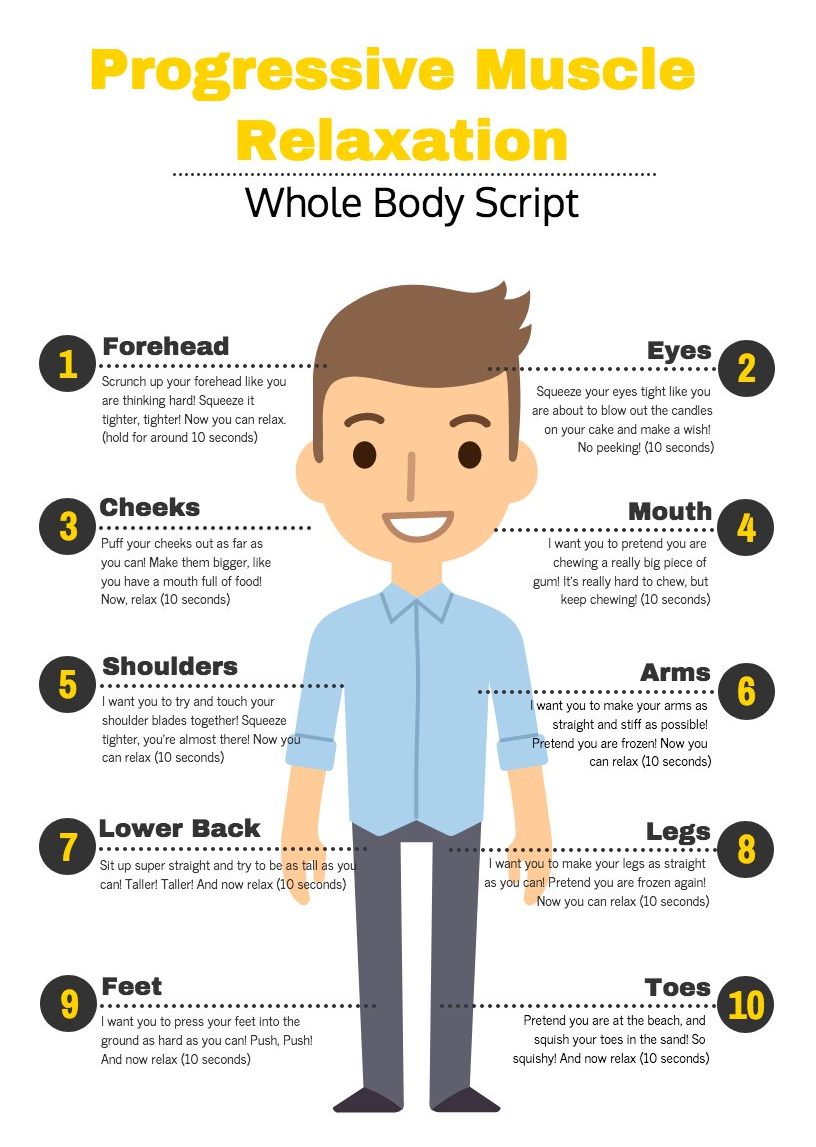 Progressive Muscle
Relaxation
Whole Body Script
1
Forehead
Scrunch up your forehead like you
are thinking hard! Squeeze it
tighter, tighter! Now you can relax.
(hold for around 10 seconds)
Eyes
2
Squeeze your eyes tight like you
are about to blow out the candles
on your cake and make a wish!
No peeking! (10 seconds)
3
Cheeks
Puff your cheeks out as far as
you can! Make them bigger, like
you have a mouth full of food!
Now, relax (10 seconds)
Mouth
4
I want you to pretend you are
chewing a really big piece of
gum! It's really hard to chew, but
keep chewing! (10 seconds)
5
Shoulders
I want you to try and touch your
shoulder blades together! Squeeze
tighter, you're almost there! Now you
can relax (10 seconds)
Arms
6
I want you to make your arms as
straight and stiff as possible!
Pretend you are frozen! Now you
can relax (10 seconds)
7
Lower Back
Sit up super straight and try to be as tall as you
can! Taller! Taller! And now relax (10 seconds)
Legs
8
I want you to make your legs as straight
as you can! Pretend you are frozen again!
Now you can relax (10 seconds)
9
Feet
I want you to press your feet into the
ground as hard as you can! Push, Push!
And now relax (10 seconds)
Toes
10
Pretend you are at the beach, and
squish your toes in the sand! So
squishy! And now relax (10 seconds)